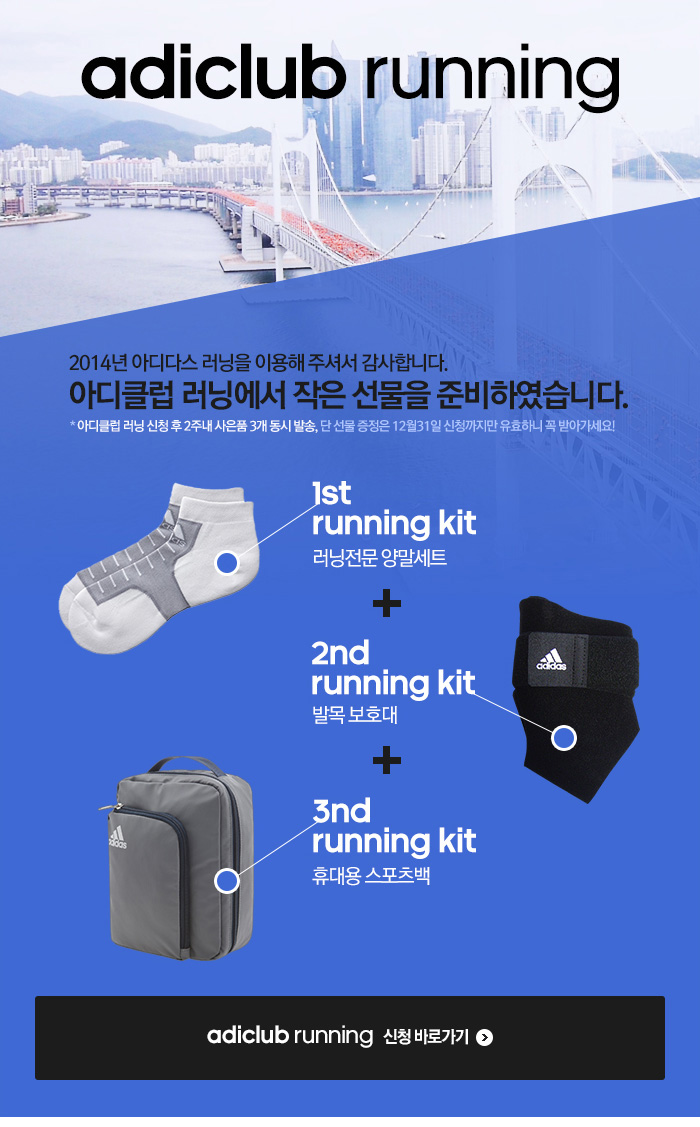 adiclub running
2014년 아디다스 러닝을 이용해 주셔서 감사합니다.
아디클럽 러닝에서 작은 선물을 준비하였습니다.
* 아디클럽 러닝 신청 후 2주내 사은품 3개 동시 발송, 단 선물 증정은 12월31일 신청까지만 유효하니 꼭 받아가세요!
1st
running kit
러닝전문 양말세트
+
adidas
2nd
running kit
발목 보호대
+
3nd
running kit
adidas
휴대용 스포츠백
adiclub running 신청 바로가기